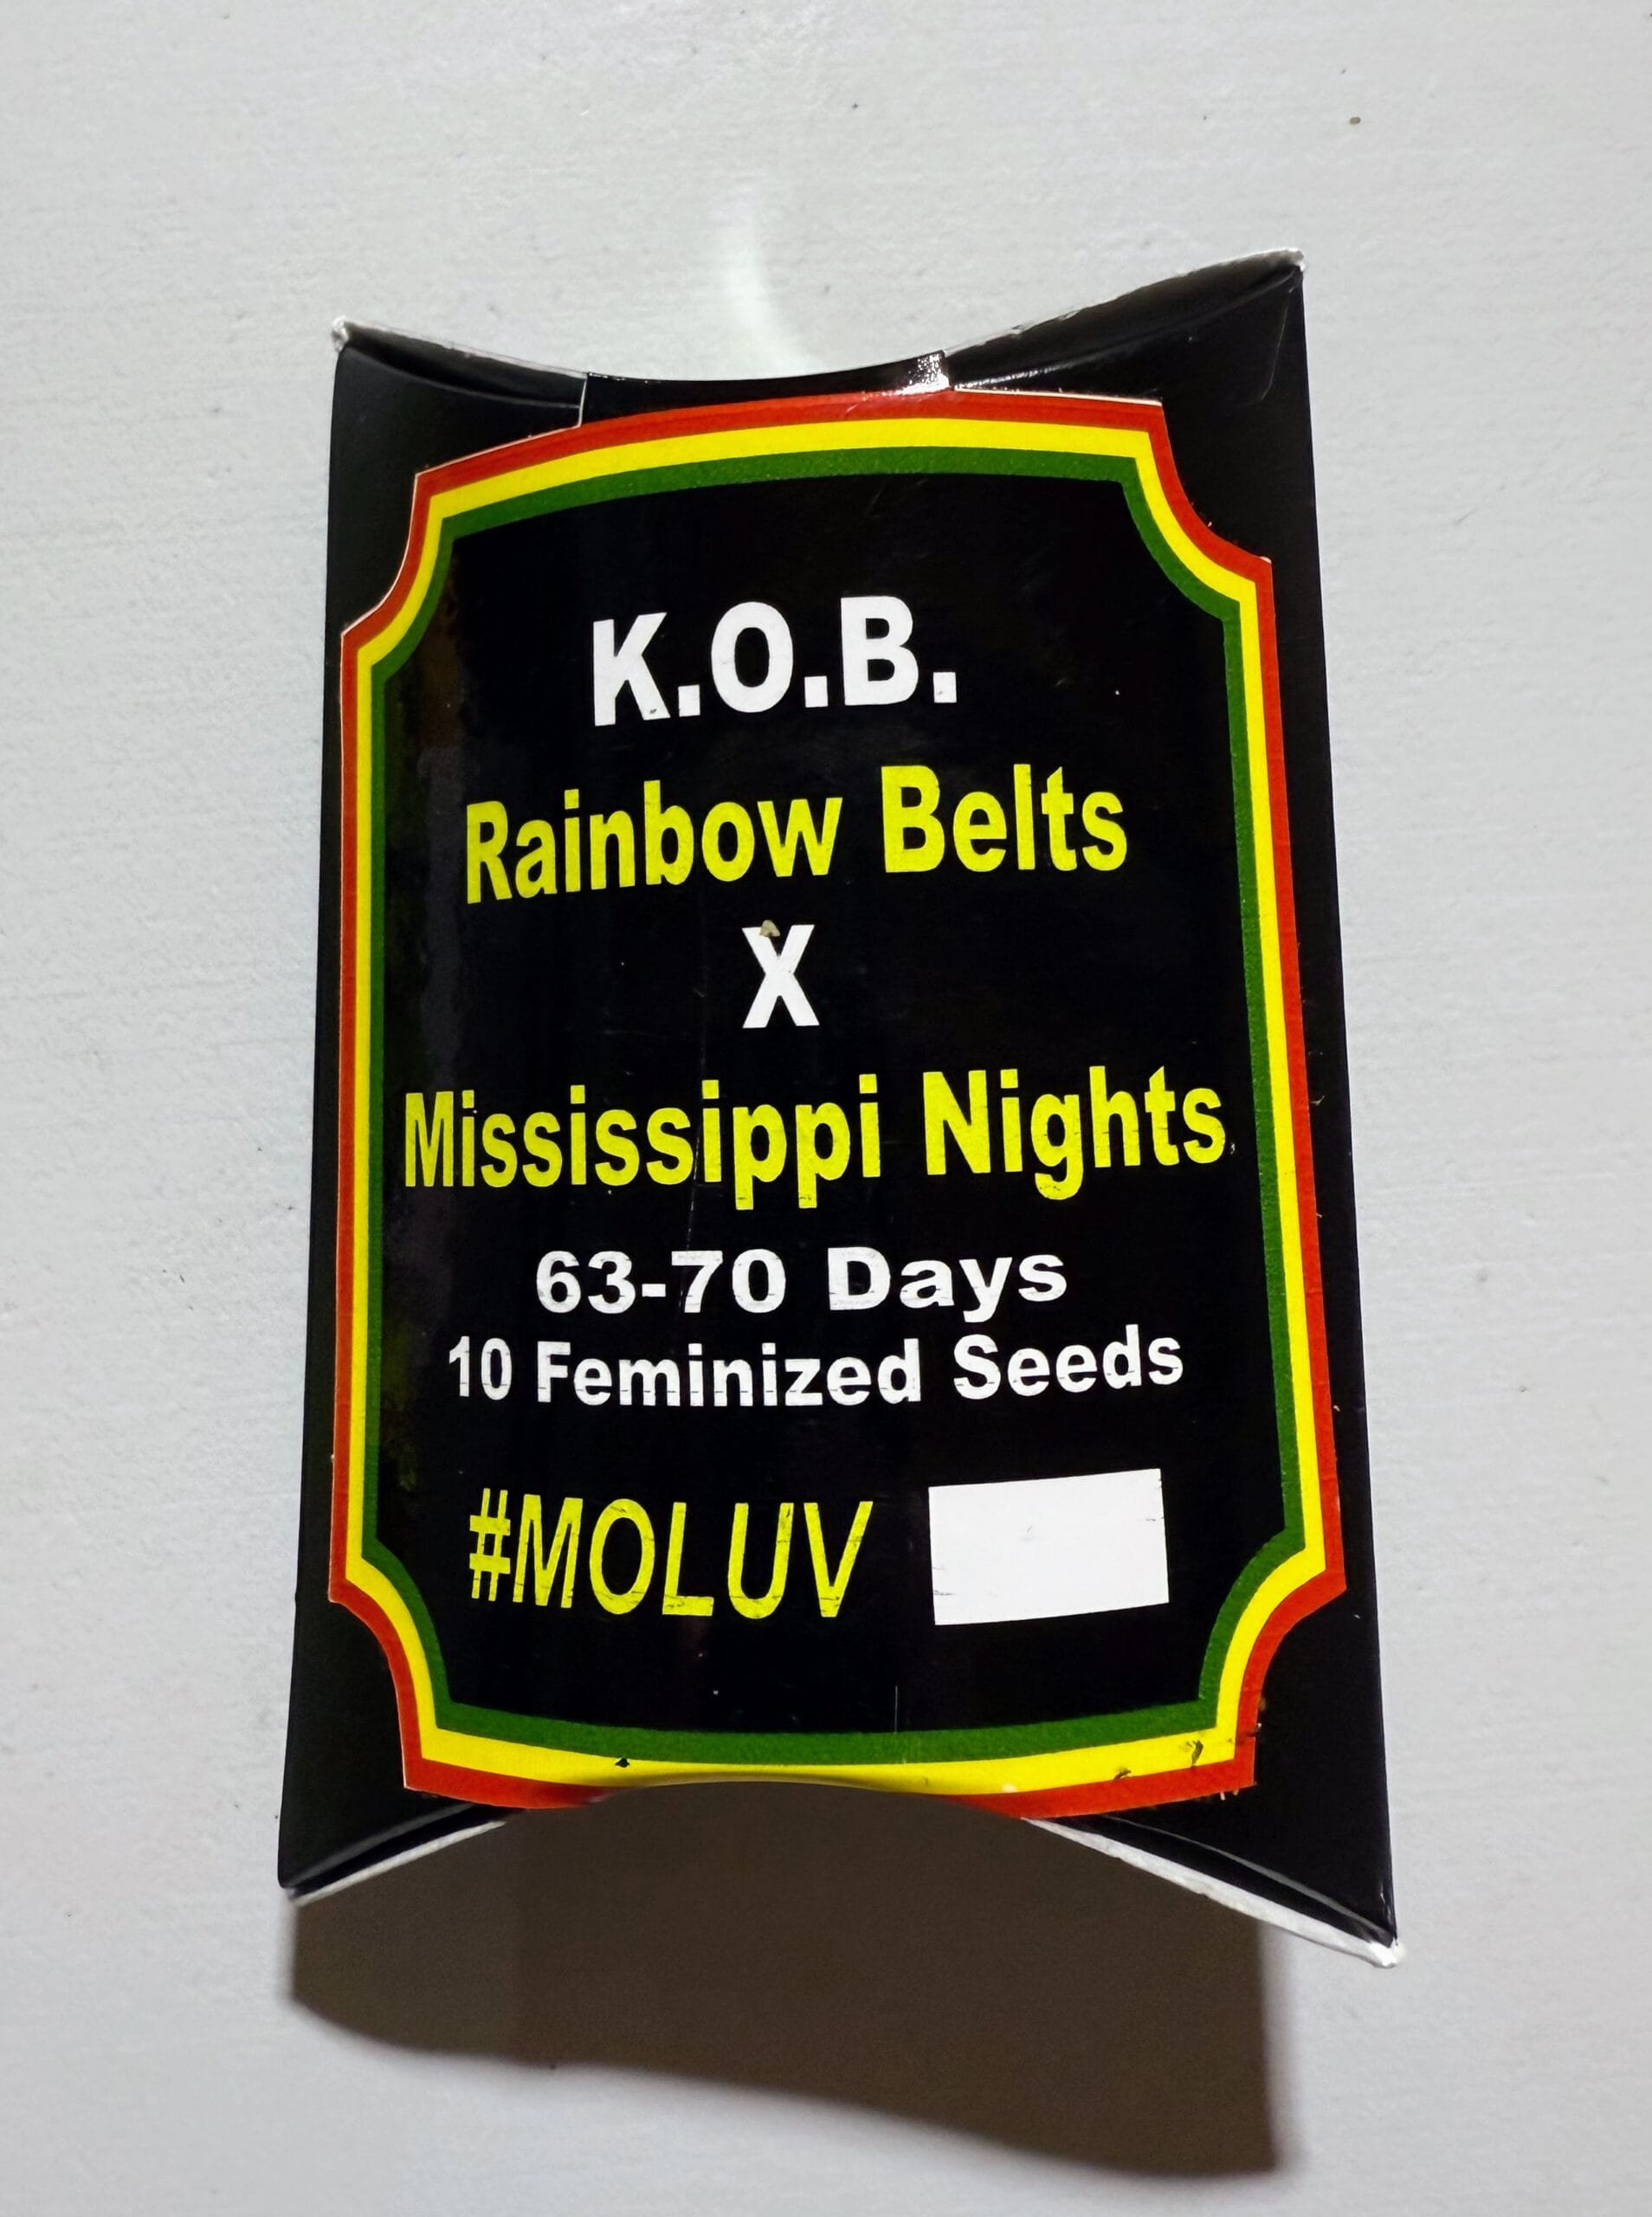 K.O.B.
Rainbow Belts
X
Mississippi Nights
63-70 Days
10 Feminized Seeds
#MOLUV